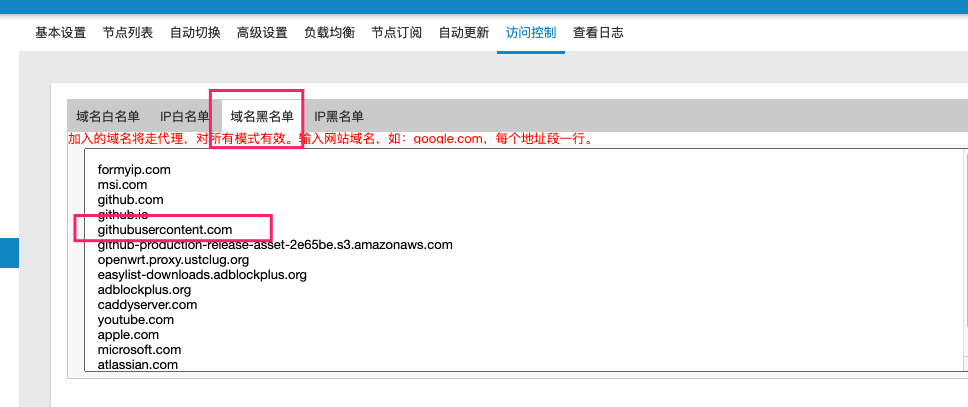 基本设置 节点列表 自动切换 高级设置 负载均衡 节点订阅 自动更新 访问控制 查看日志
域名白名单 IP白名单 域名黑名单 IP黑名单
加入的域名将走代理，对所有模式有效。输入网站域名，如：google.com，每个地址段一行。
formyip.com
msi.com
github.com
github.io
githubusercontent.com
github-production-release-asset-2e65be.s3.amazonaws.com
openwrt.proxy.ustclug.org
easylist-downloads.adblockplus.org
adblockplus.org
caddyserver.com
youtube.com
apple.com
microsoft.com
atlassian.com